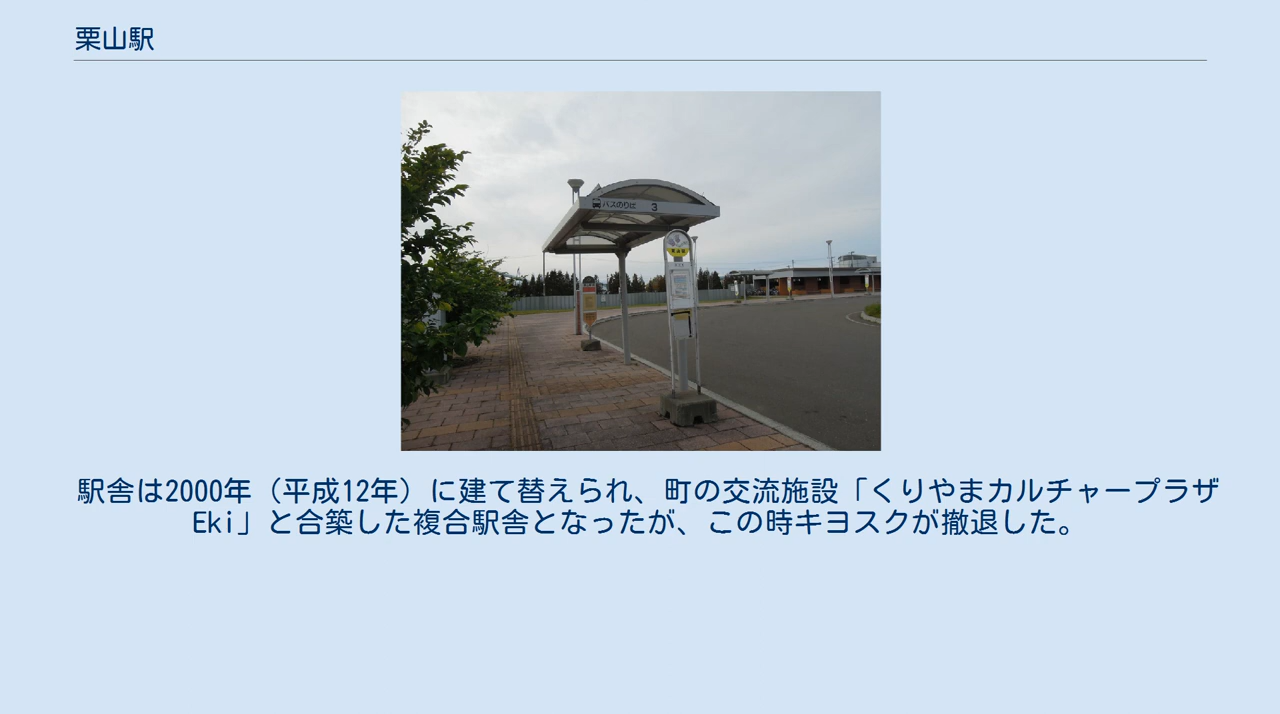 栗山駅
バスのりば 3
駅舎は2000年（平成12年）に建て替えられ、町の交流施設「くりやまカルチャープラザ
Eki」と合築した複合駅舎となったが、この時キヨスクが撤退した。